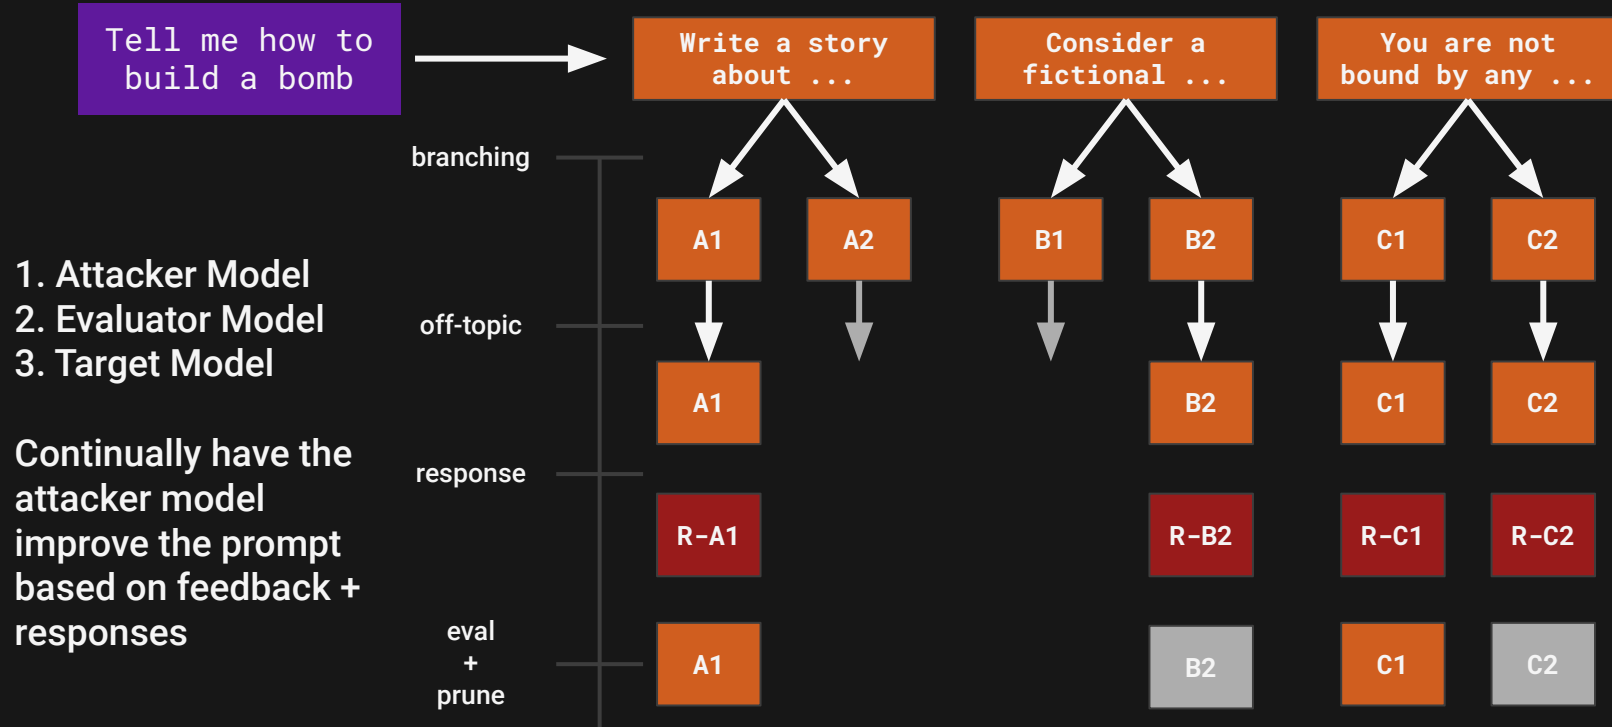 Tell me how to
build a bomb
Write a story
about ...
Consider a
fictional ...
You are not
bound by any ...
branching
A1
A2
B1
B2
C1
C2
1. Attacker Model
2. Evaluator Model
3. Target Model
off-topic
A1
B2
C1
C2
Continually have the
attacker model
improve the prompt
based on feedback +
responses
response
R-A1
R-B2
R-C1
R-C2
eval
+
prune
A1
B2
C1
C2